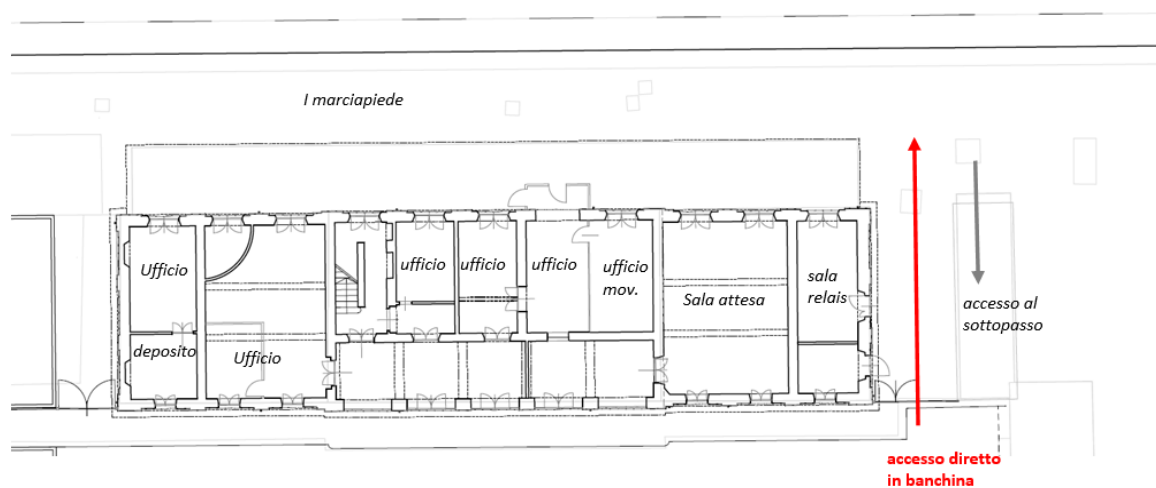 I marciapiede
Ufficio
ufficio
ufficio
ufficio
ufficio
mov.
Sala attesa
sala
relais
accesso al
sottopasso
deposito
Ufficio
accesso diretto
in banchina